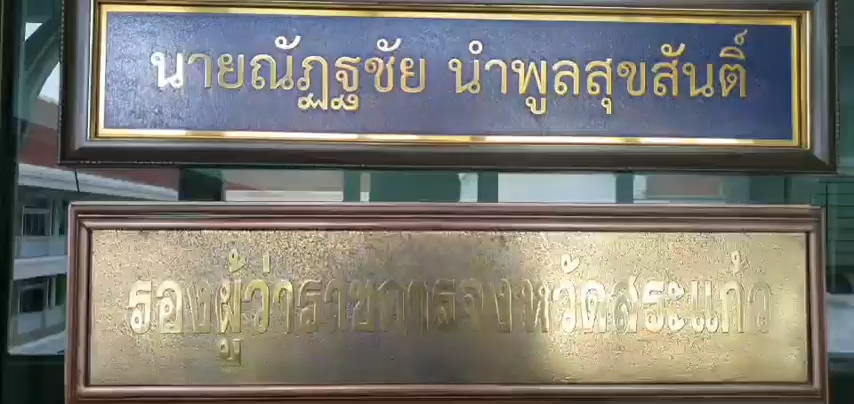 นายณัฏฐชัย นำพูลสุขสันติ์
รองผู้ว่าราชการจังหวัดสระแก้ว